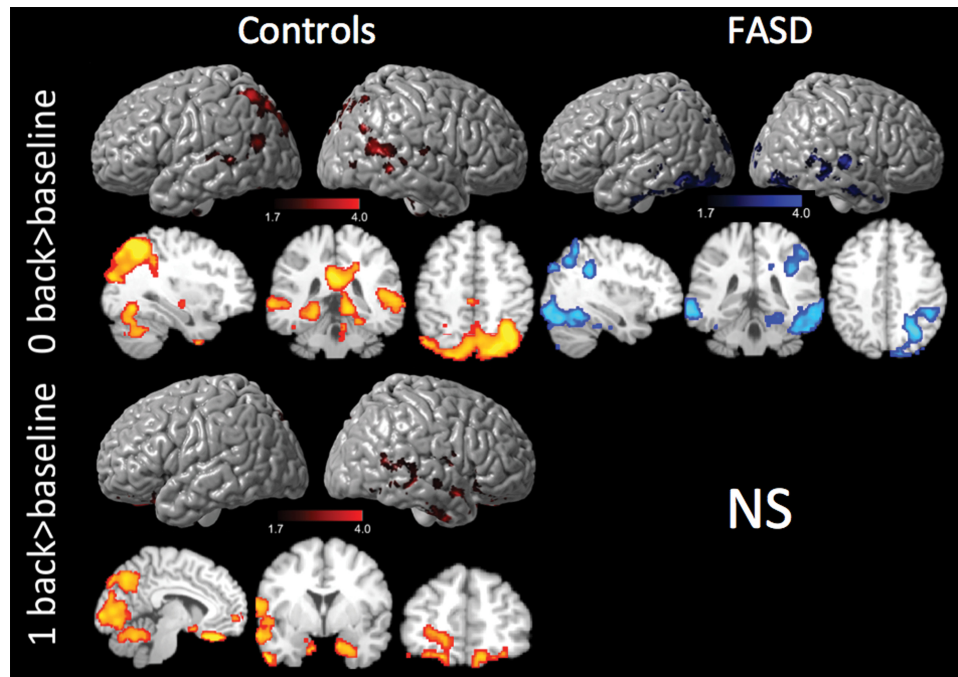 Controls
FASD
0 back>baseline
1.7
4.0
1.7
4.0
1 back>baseline
1.7
4.0
NS